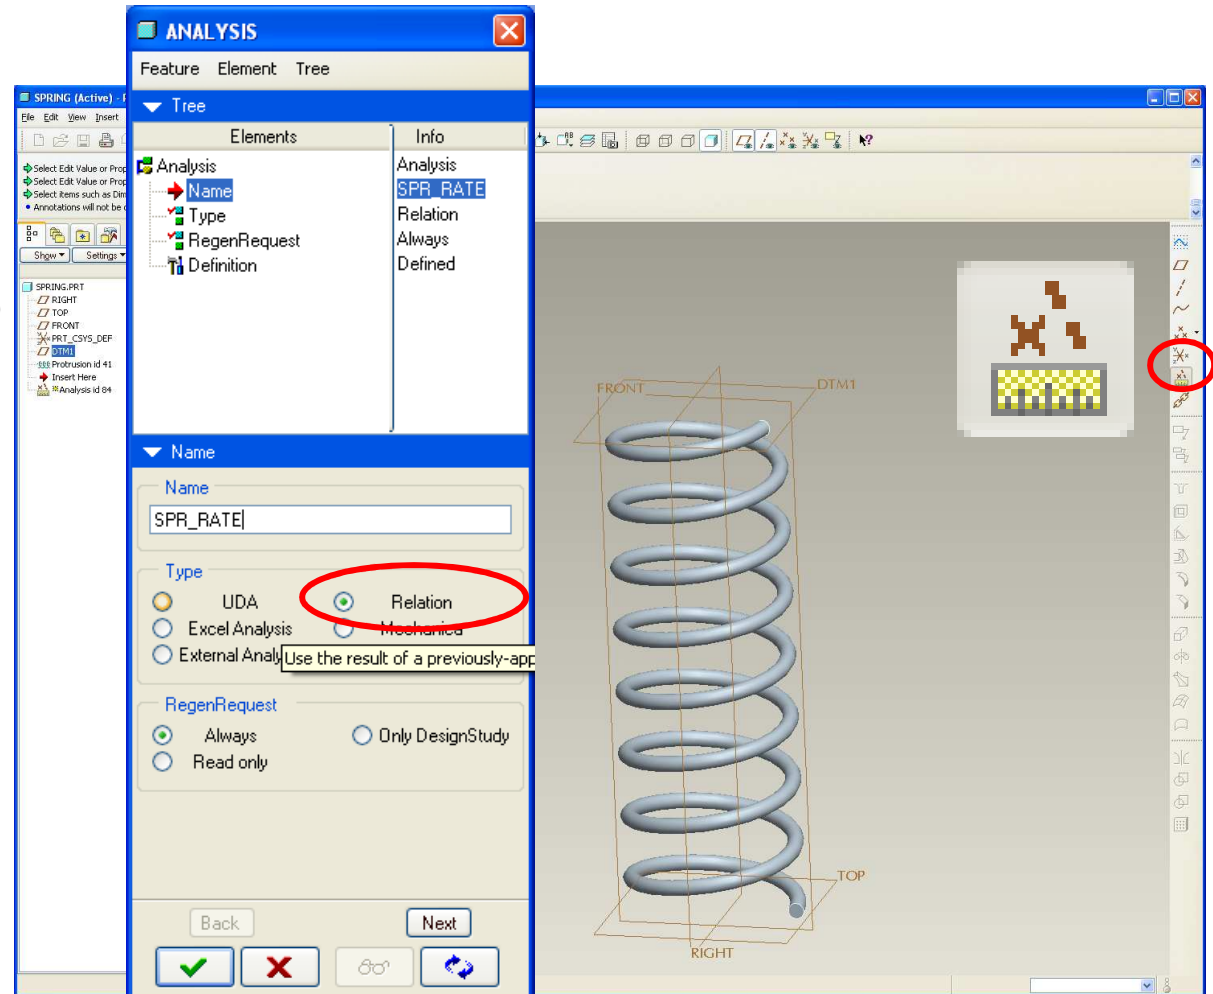 ANALYSIS
Feature Element Tree
Tree
Elements Info
Analysis Analysis
Name SPR_RATE
Type Relation
RegenRequest Always
Definition Defined
Name
Name
SPR_RATE
Type
UDA Relation
Excel Analysis Mechanica
External Analy
Use the result of a previously-app
RegenRequest
Always Only DesignStudy
Read only
Back Next
SPRING (Active) - P
File Edit View Insert
Select Edit Value or Prop
Select Edit Value or Prop
Select items such as Dim
Annotations will not be d
Show Settings
SPRING.PRT
RIGHT
TOP
FRONT
PRT_CSYS_DEF
DTM1
Protrusion id 41
Insert Here
Analysis id 84
FRONT
DTM1
TOP
RIGHT